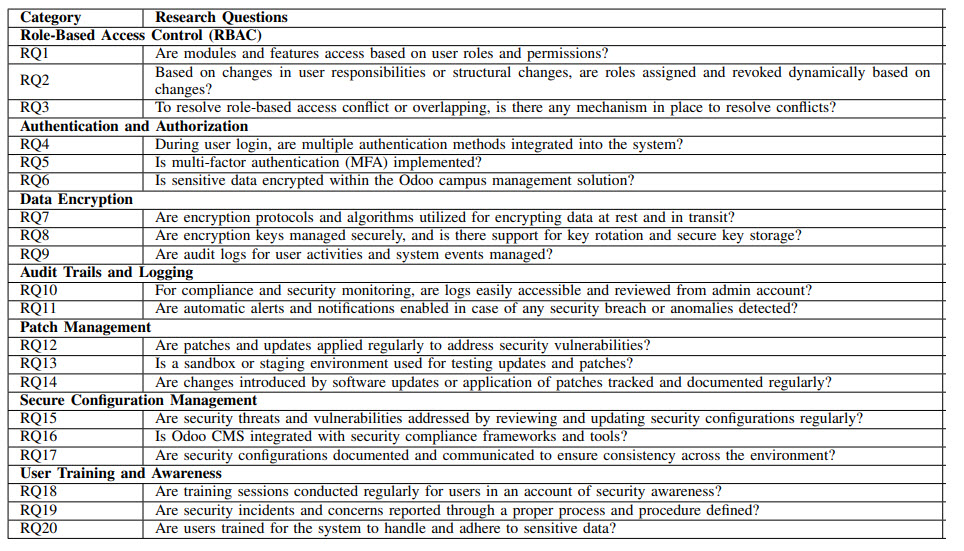 Category Research Questions
Role-Based Access Control (RBAC)
RQ1 Are modules and features access based on user roles and permissions?
RQ2 Based on changes in user responsibilities or structural changes, are roles assigned and revoked dynamically based on
changes?
RQ3 To resolve role-based access conflict or overlapping, is there any mechanism in place to resolve conflicts?
Authentication and Authorization
RQ4 During user login, are multiple authentication methods integrated into the system?
RQ5 Is multi-factor authentication (MFA) implemented?
RQ6 Is sensitive data encrypted within the Odoo campus management solution?
Data Encryption
RQ7 Are encryption protocols and algorithms utilized for encrypting data at rest and in transit?
RQ8 Are encryption keys managed securely, and is there support for key rotation and secure key storage?
RQ9 Are audit logs for user activities and system events managed?
Audit Trails and Logging
RQ10 For compliance and security monitoring, are logs easily accessible and reviewed from admin account?
RQ11 Are automatic alerts and notifications enabled in case of any security breach or anomalies detected?
Patch Management
RQ12 Are patches and updates applied regularly to address security vulnerabilities?
RQ13 Is a sandbox or staging environment used for testing updates and patches?
RQ14 Are changes introduced by software updates or application of patches tracked and documented regularly?
Secure Configuration Management
RQ15 Are security threats and vulnerabilities addressed by reviewing and updating security configurations regularly?
RQ16 Is Odoo CMS integrated with security compliance frameworks and tools?
RQ17 Are security configurations documented and communicated to ensure consistency across the environment?
User Training and Awareness
RQ18 Are training sessions conducted regularly for users in an account of security awareness?
RQ19 Are security incidents and concerns reported through a proper process and procedure defined?
RQ20 Are users trained for the system to handle and adhere to sensitive data?